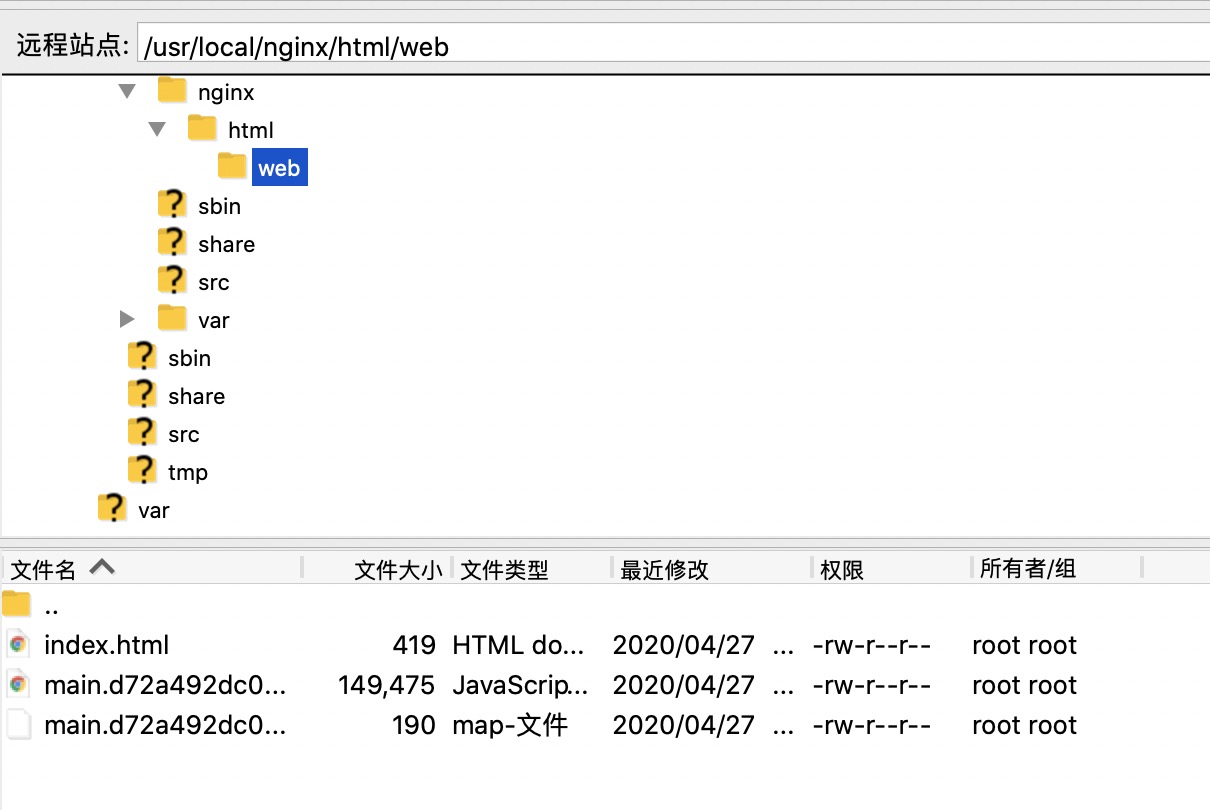 远程站点: /usr/local/nginx/html/web
nginx
html
web
sbin
share
src
var
sbin
share
src
tmp
var
文件名 文件大小 文件类型 最近修改 权限 所有者/组
..
index.html 419 HTML do... 2020/04/27 ... -rw-r--r-- root root
main.d72a492dc0... 149,475 JavaScrip... 2020/04/27 ... -rw-r--r-- root root
main.d72a492dc0... 190 map-文件 2020/04/27 ... -rw-r--r-- root root